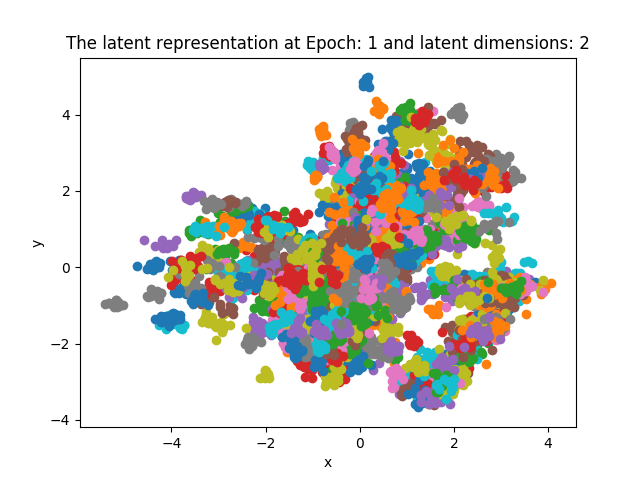 The latent representation at Epoch: 1 and latent dimensions: 2
4
2
0
−2
−4
y
−4 −2 0 2 4
x